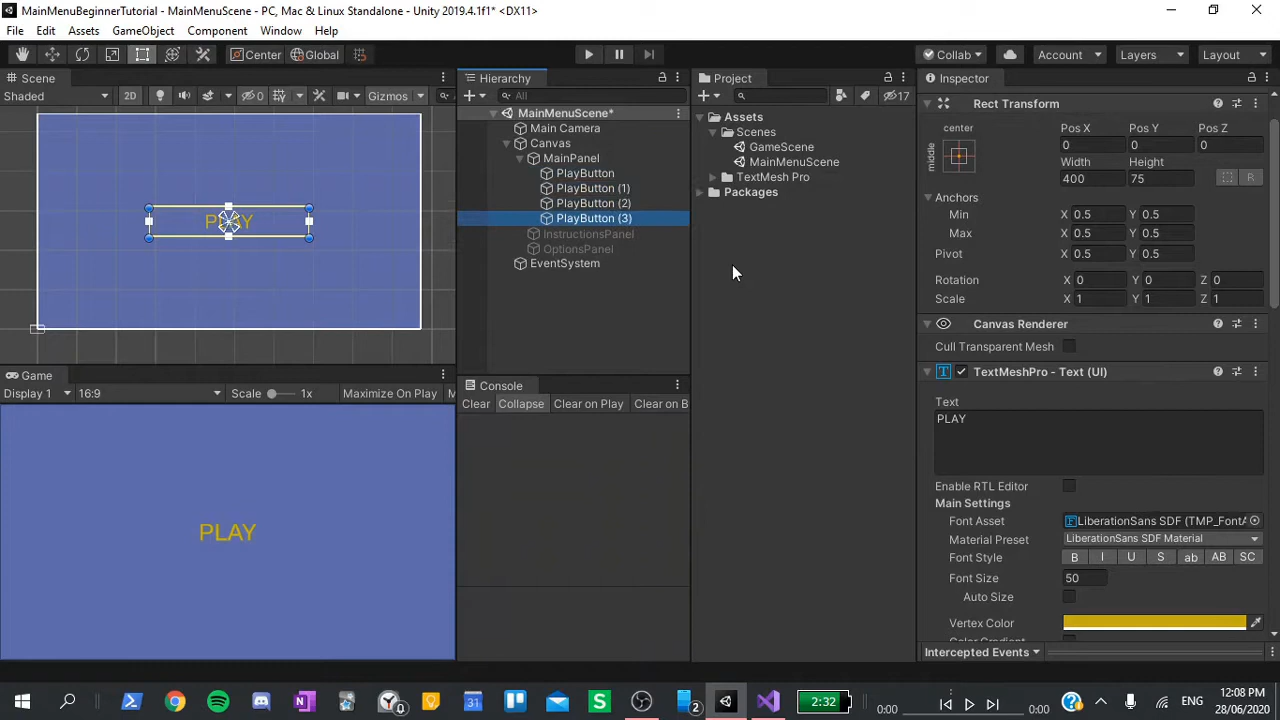 MainMenuBeginnerTutorial - MainMenuScene - PC, Mac & Linux Standalone - Unity 2019.4.1f1* <DX11>
File Edit Assets GameObject Component Window Help
Center Global Collab Account Layers Layout
Scene
Shaded 2D 0 Gizmos
PLAY
Game
Display 1 16:9 Scale 1x Maximize On Play M
PLAY
Hierarchy
All
MainMenuScene*
Main Camera
Canvas
MainPanel
PlayButton
PlayButton (1)
PlayButton (2)
PlayButton (3)
InstructionsPanel
OptionsPanel
EventSystem
Console
Clear Collapse Clear on Play Clear on B
Project
17
Assets
Scenes
GameScene
MainMenuScene
TextMesh Pro
Packages
Inspector
Rect Transform
center Pos X Pos Y Pos Z
middle 0 0 0
Width Height
400 75 R
Anchors
Min X 0.5 Y 0.5
Max X 0.5 Y 0.5
Pivot X 0.5 Y 0.5
Rotation X 0 Y 0 Z 0
Scale X 1 Y 1 Z 1
Canvas Renderer
Cull Transparent Mesh
TextMeshPro - Text (UI)
Text
PLAY
Enable RTL Editor
Main Settings
Font Asset LiberationSans SDF (TMP_FontA
Material Preset LiberationSans SDF Material
Font Style B I U S ab AB SC
Font Size 50
Auto Size
Vertex Color
Color Gradient
Intercepted Events
2:32 0:00 0:00 ENG 12:08 PM
28/06/2020